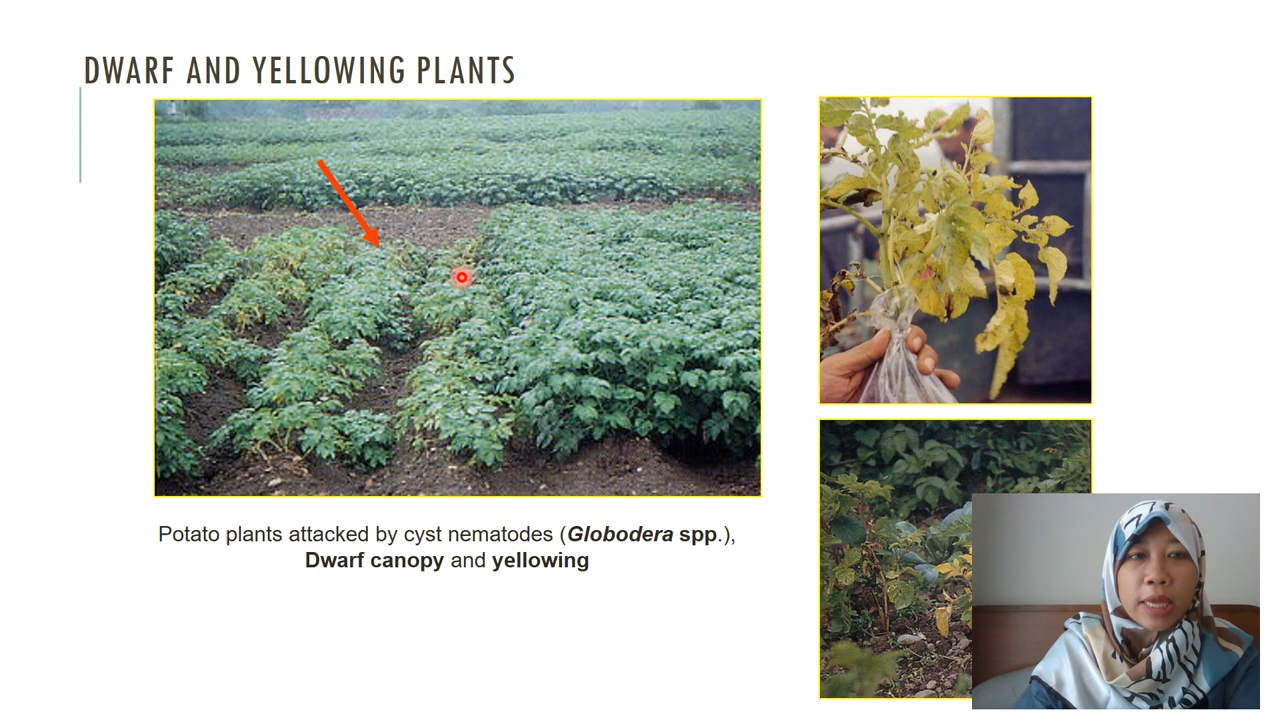 DWARF AND YELLOWING PLANTS
Potato plants attacked by cyst nematodes (Globodera spp.),
Dwarf canopy and yellowing